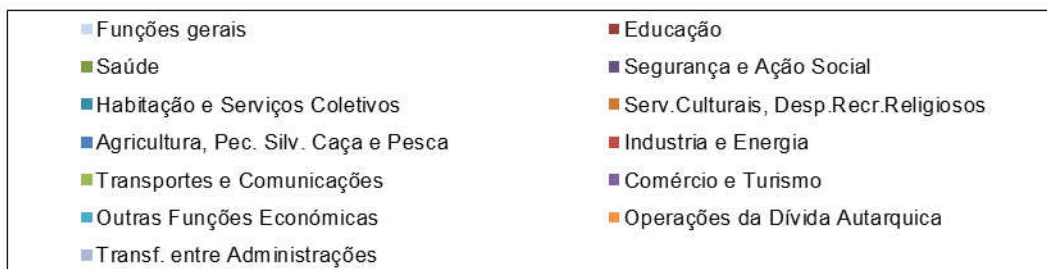 Funções gerais
Educação
Saúde
Segurança e Ação Social
Habitação e Serviços Coletivos
Serv.Culturais, Desp.Recr.Religiosos
Agricultura, Pec. Silv. Caça e Pesca
Industria e Energia
Transportes e Comunicações
Comércio e Turismo
Outras Funções Económicas
Operações da Dívida Autarquica
Transf. entre Administrações